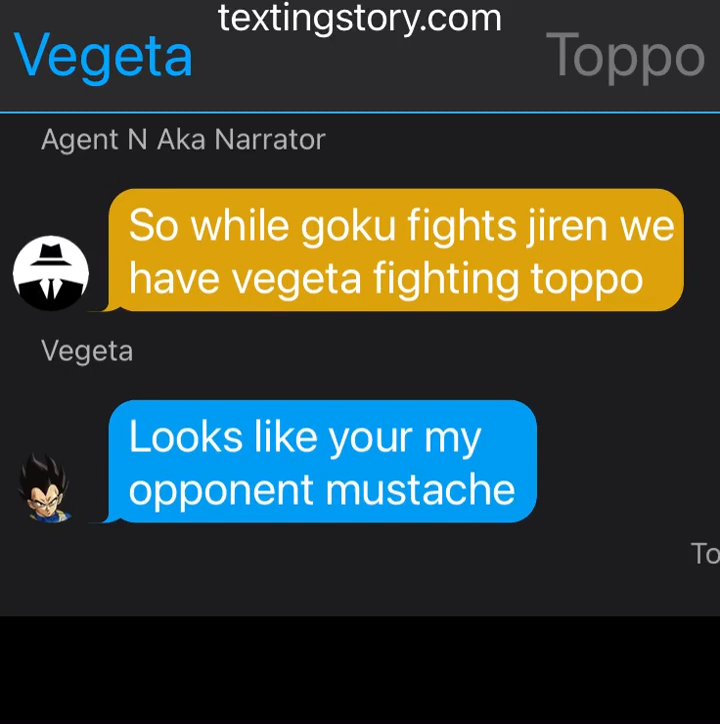 textingstory.com
Vegeta
Toppo
Agent N Aka Narrator
So while goku fights jiren we
have vegeta fighting toppo
Vegeta
Looks like your my
opponent mustache
To